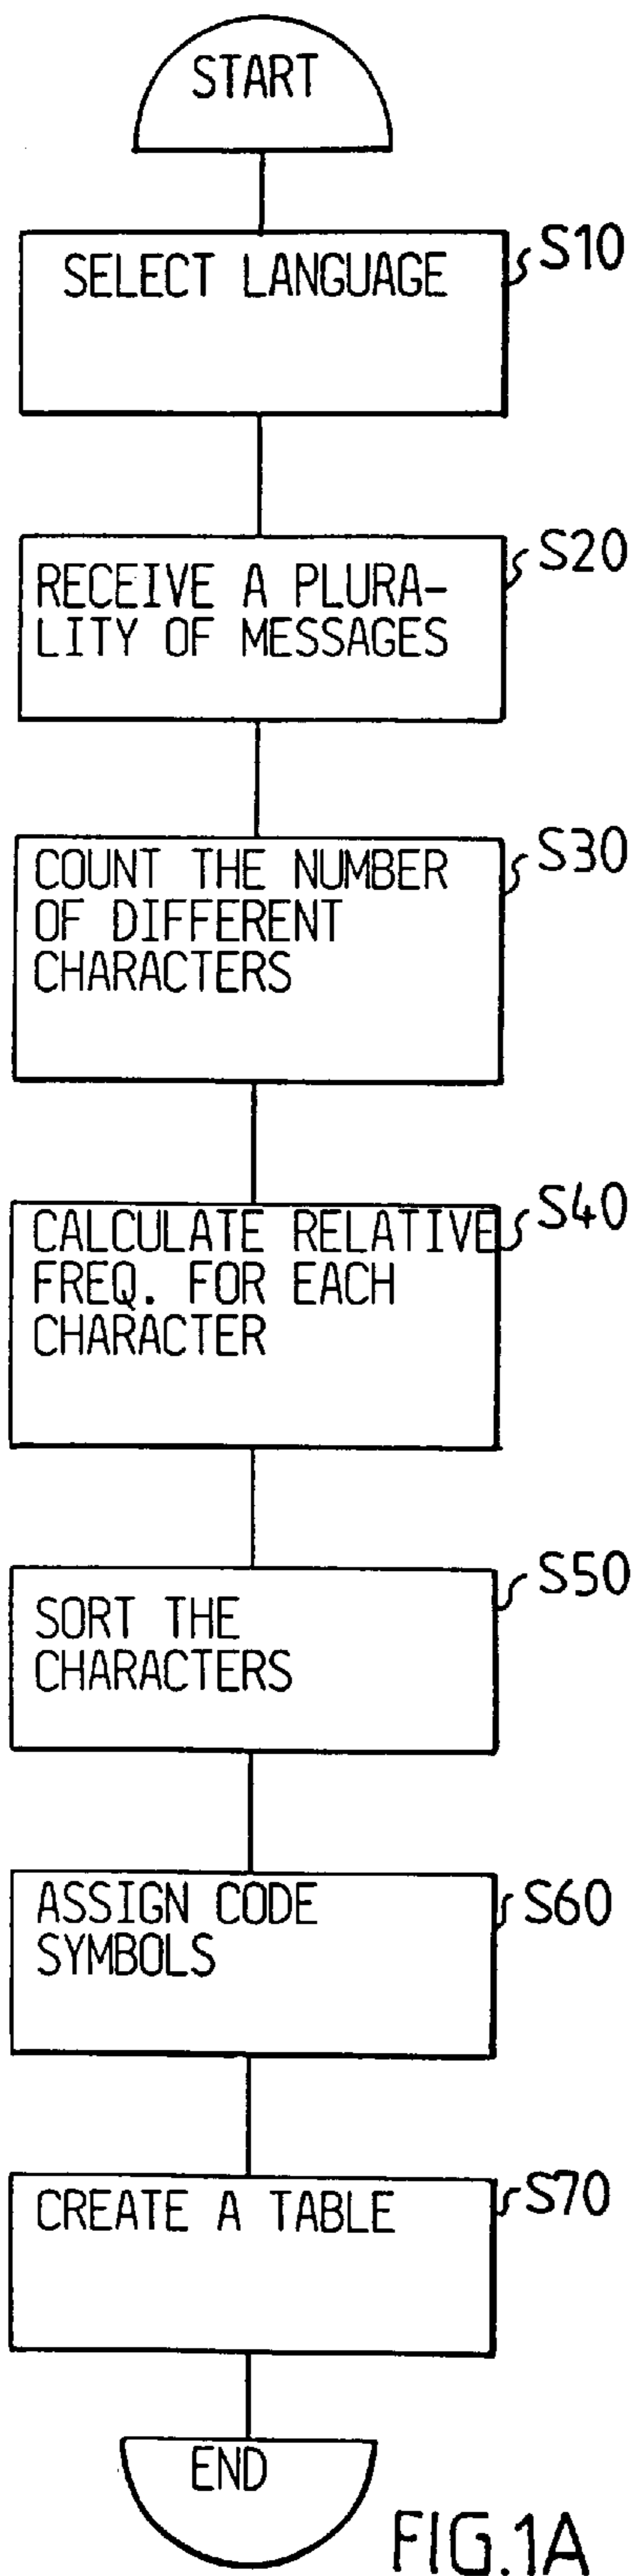 START
S10
SELECT LANGUAGE
S20
RECEIVE A PLURA-
LITY OF MESSAGES
S30
COUNT THE NUMBER
OF DIFFERENT
CHARACTERS
S40
CALCULATE RELATIVE
FREQ. FOR EACH
CHARACTER
S50
SORT THE
CHARACTERS
S60
ASSIGN CODE
SYMBOLS
S70
CREATE A TABLE
END
FIG.1A